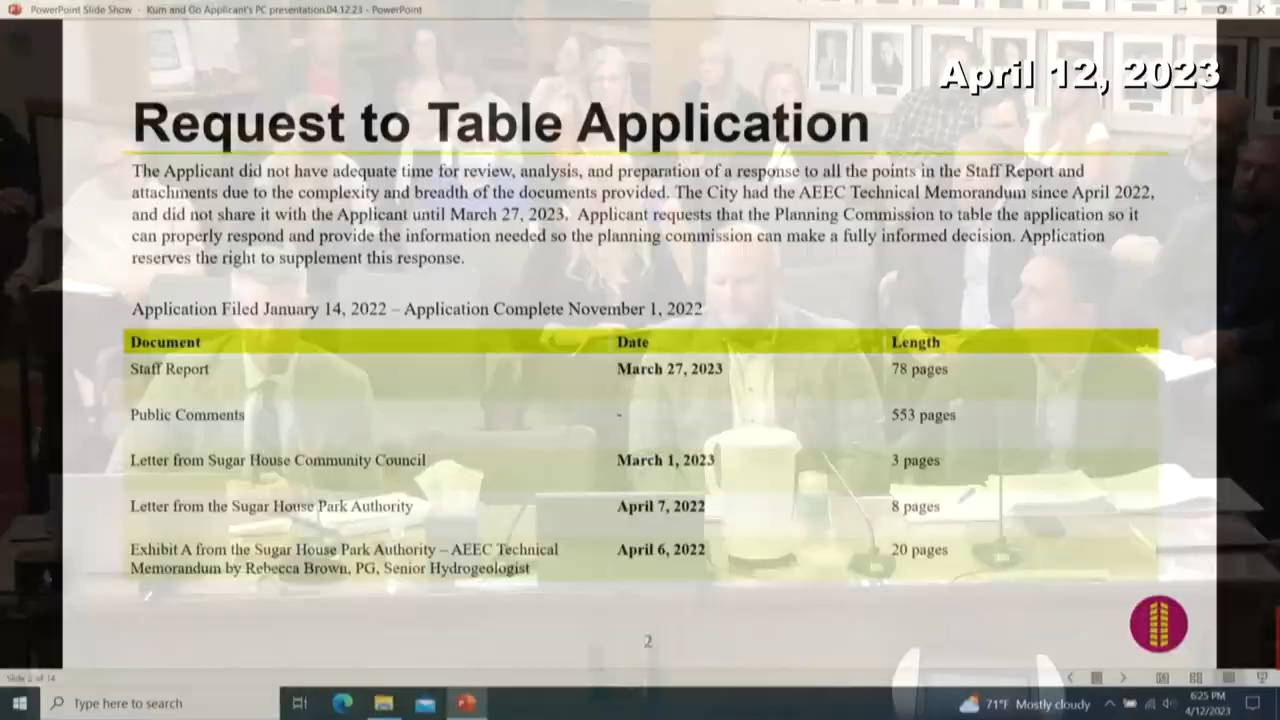 PowerPoint Slide Show - Kum and Go Applicant's PC presentation.04.12.23 - PowerPoint
April 12, 2023
Request to Table Application
The Applicant did not have adequate time for review, analysis, and preparation of a response to all the points in the Staff Report and
attachments due to the complexity and breadth of the documents provided. The City had the AEEC Technical Memorandum since April 2022,
and did not share it with the Applicant until March 27, 2023. Applicant requests that the Planning Commission to table the application so it
can properly respond and provide the information needed so the planning commission can make a fully informed decision. Application
reserves the right to supplement this response.
Application Filed January 14, 2022 – Application Complete November 1, 2022
Document Date Length
Staff Report March 27, 2023 78 pages
Public Comments - 553 pages
Letter from Sugar House Community Council March 1, 2023 3 pages
Letter from the Sugar House Park Authority April 7, 2022 8 pages
Exhibit A from the Sugar House Park Authority – AEEC Technical April 6, 2022 20 pages
Memorandum by Rebecca Brown, PG, Senior Hydrogeologist
2
Slide 2 of 14
Type here to search
71°F Mostly cloudy
6:25 PM
4/12/2023